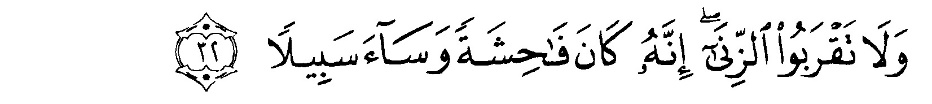 وَلَا تَقْرَبُوا۟ ٱلزِّنَىٰٓ ۖ إِنَّهُۥ كَانَ فَـٰحِشَةً وَسَآءَ سَبِيلًا ٣٢